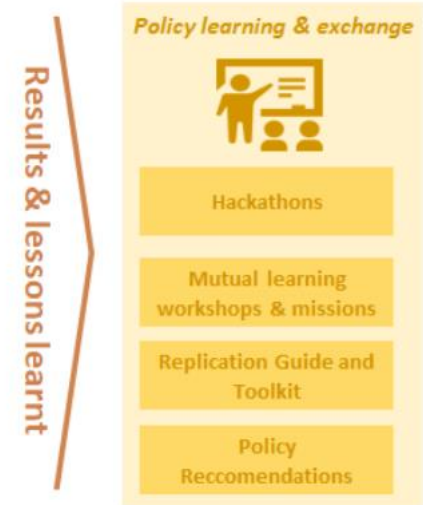 Results & lessons learnt
Policy learning & exchange
Hackathons
Mutual learning
workshops & missions
Replication Guide and
Toolkit
Policy
Reccomendations